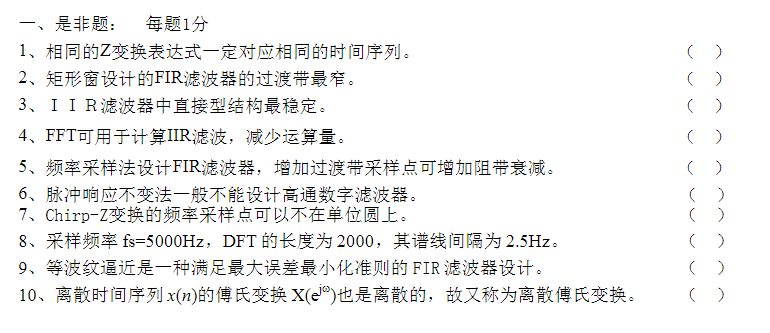 一、是非题： 每题1分
1、相同的Z变换表达式一定对应相同的时间序列。 （ ）
2、矩形窗设计的FIR滤波器的过渡带最窄。 （ ）
3、ＩＩＲ滤波器中直接型结构最稳定。 （ ）
4、FFT可用于计算IIR滤波，减少运算量。 （ ）
5、频率采样法设计FIR滤波器，增加过渡带采样点可增加阻带衰减。 （ ）
6、脉冲响应不变法一般不能设计高通数字滤波器。 （ ）
7、Chirp-Z变换的频率采样点可以不在单位圆上。 （ ）
8、采样频率 fs=5000Hz，DFT 的长度为 2000，其谱线间隔为 2.5Hz。 （ ）
9、等波纹逼近是一种满足最大误差最小化准则的 FIR 滤波器设计。 （ ）
10、离散时间序列 x(n)的傅氏变换 X(e^jω)也是离散的，故又称为离散傅氏变换。 （ ）